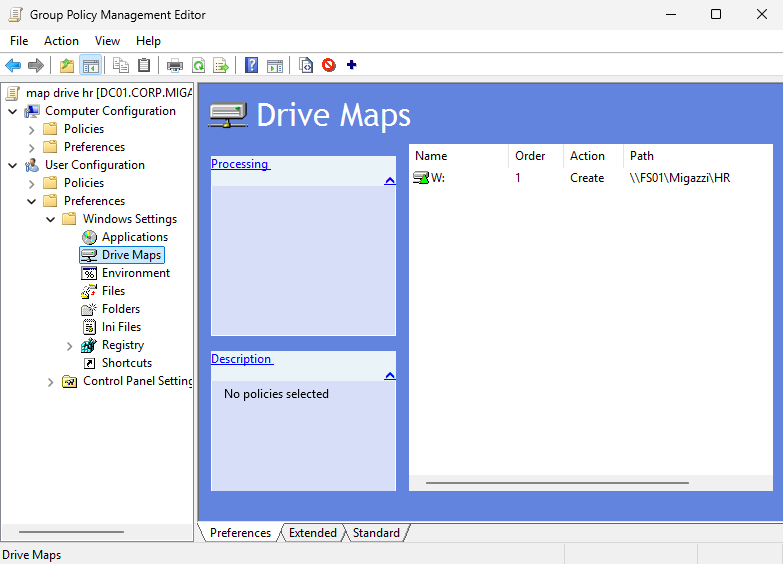 Group Policy Management Editor
File Action View Help
map drive hr [DC01.CORP.MIGA
Computer Configuration
Policies
Preferences
User Configuration
Policies
Preferences
Windows Settings
Applications
Drive Maps
Environment
Files
Folders
Ini Files
Registry
Shortcuts
Control Panel Setting
Drive Maps
Processing
Description
No policies selected
Name Order Action Path
W: 1 Create \\FS01\Migazzi\HR
Preferences Extended Standard
Drive Maps